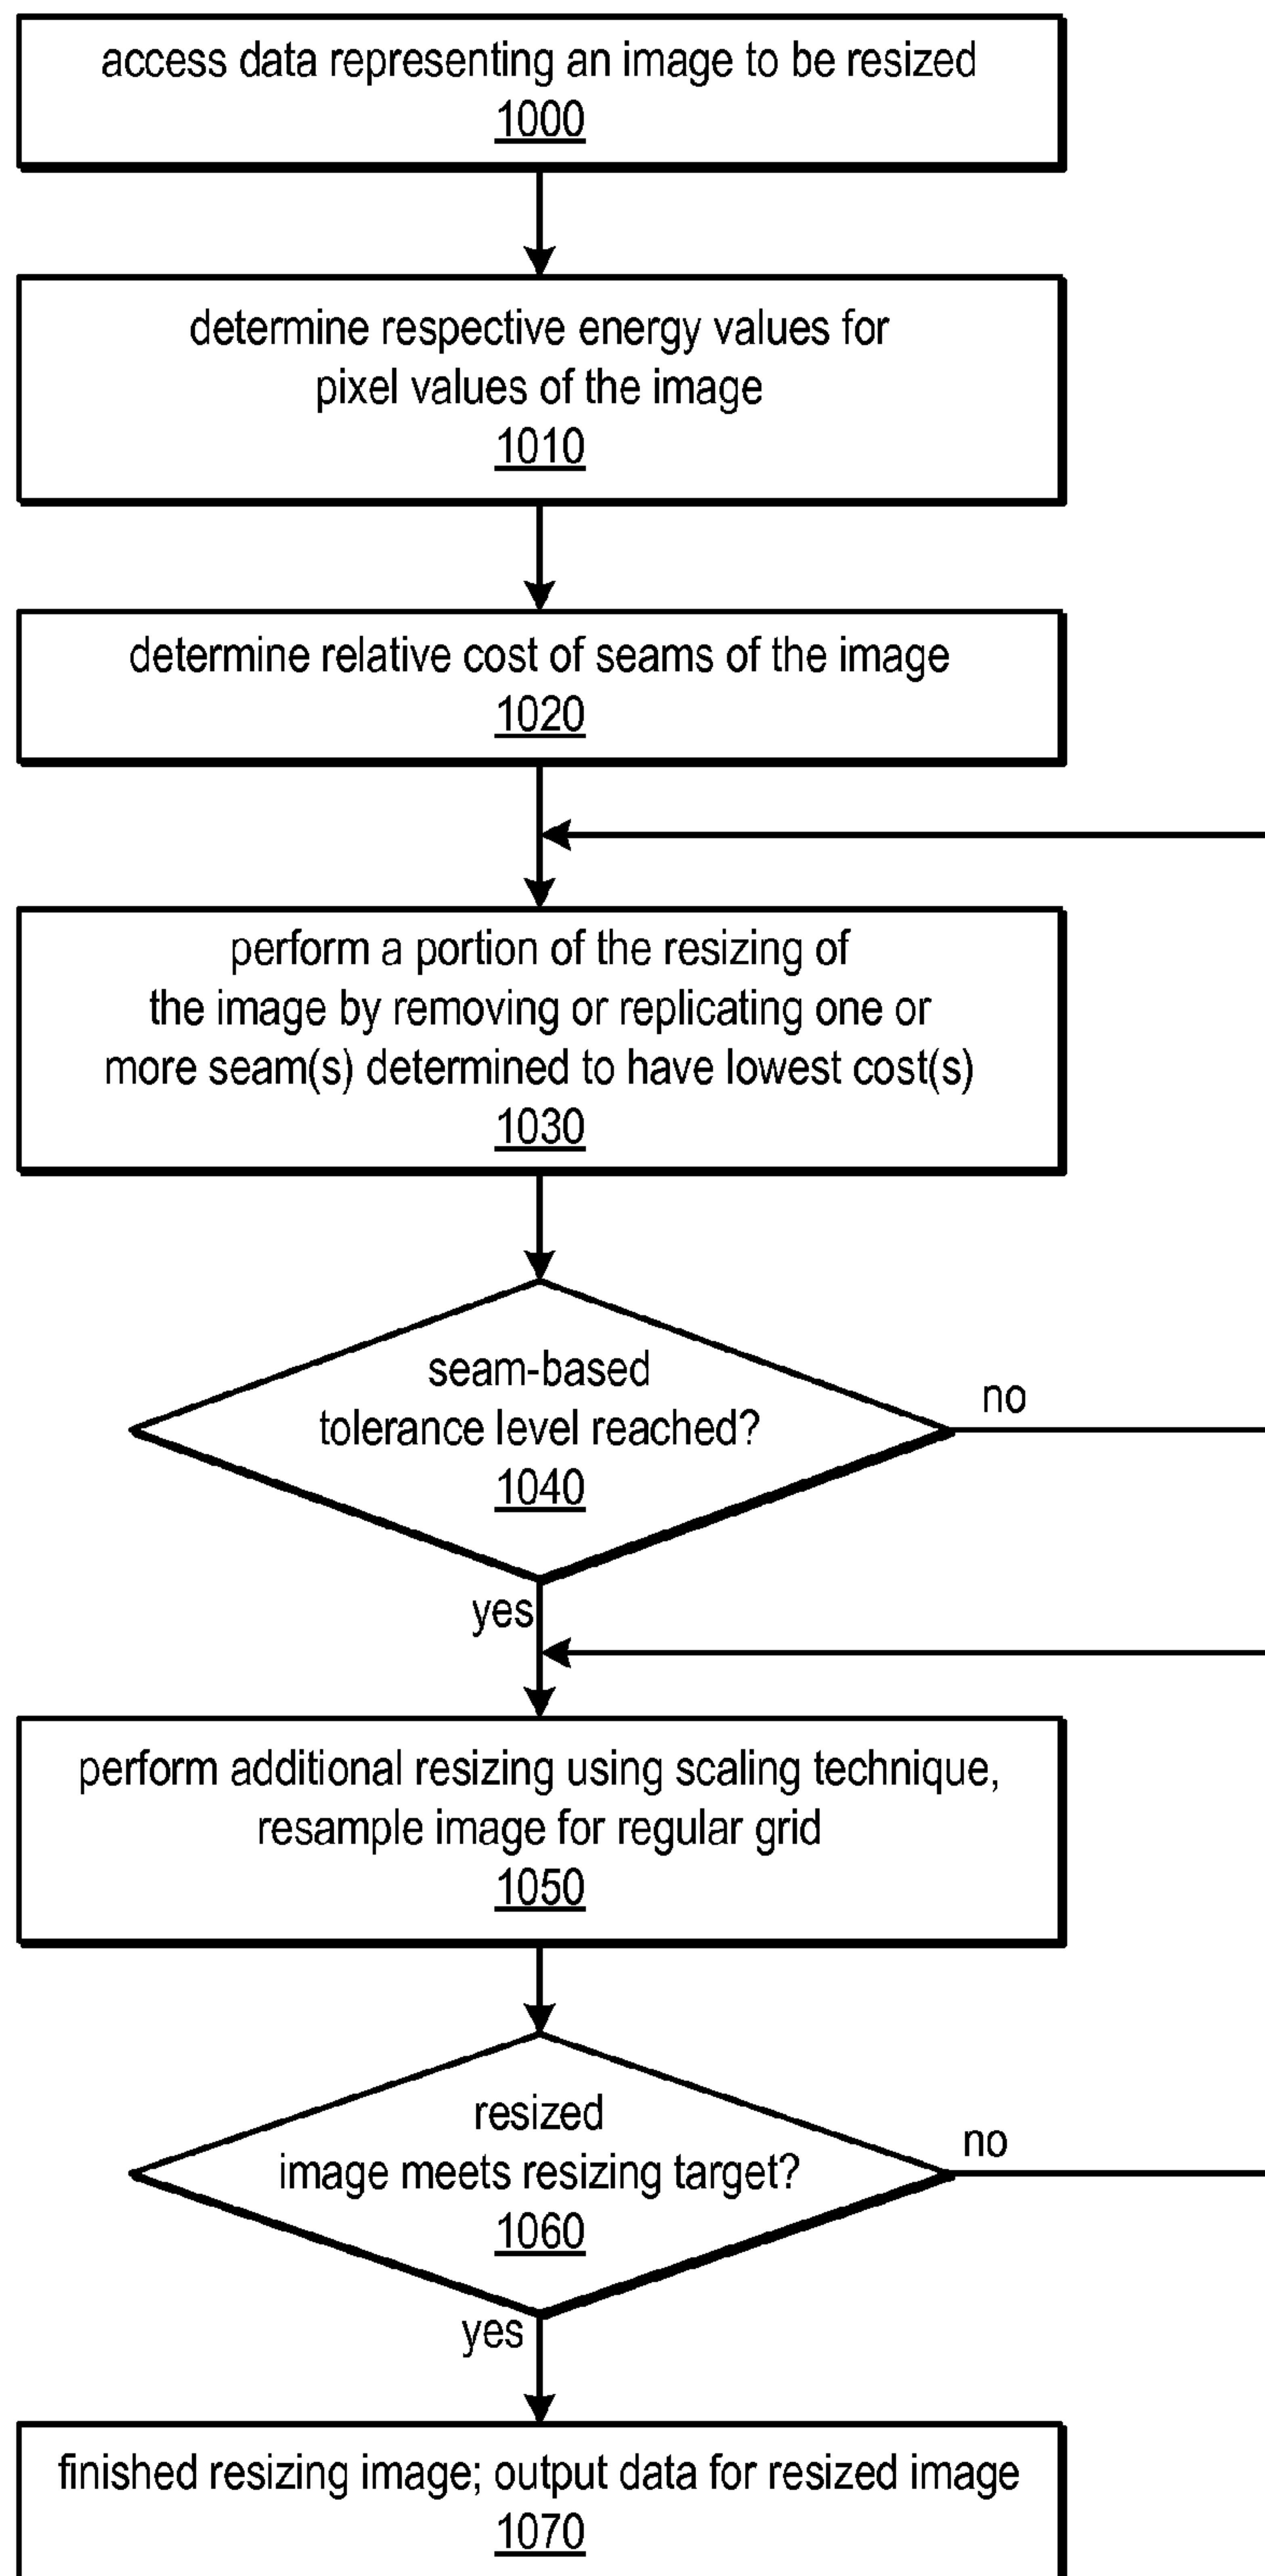 access data representing an image to be resized
1000
determine respective energy values for
pixel values of the image
1010
determine relative cost of seams of the image
1020
perform a portion of the resizing of
the image by removing or replicating one or
more seam(s) determined to have lowest cost(s)
1030
seam-based
tolerance level reached?
1040
no
yes
perform additional resizing using scaling technique,
resample image for regular grid
1050
resized
image meets resizing target?
1060
no
yes
finished resizing image; output data for resized image
1070